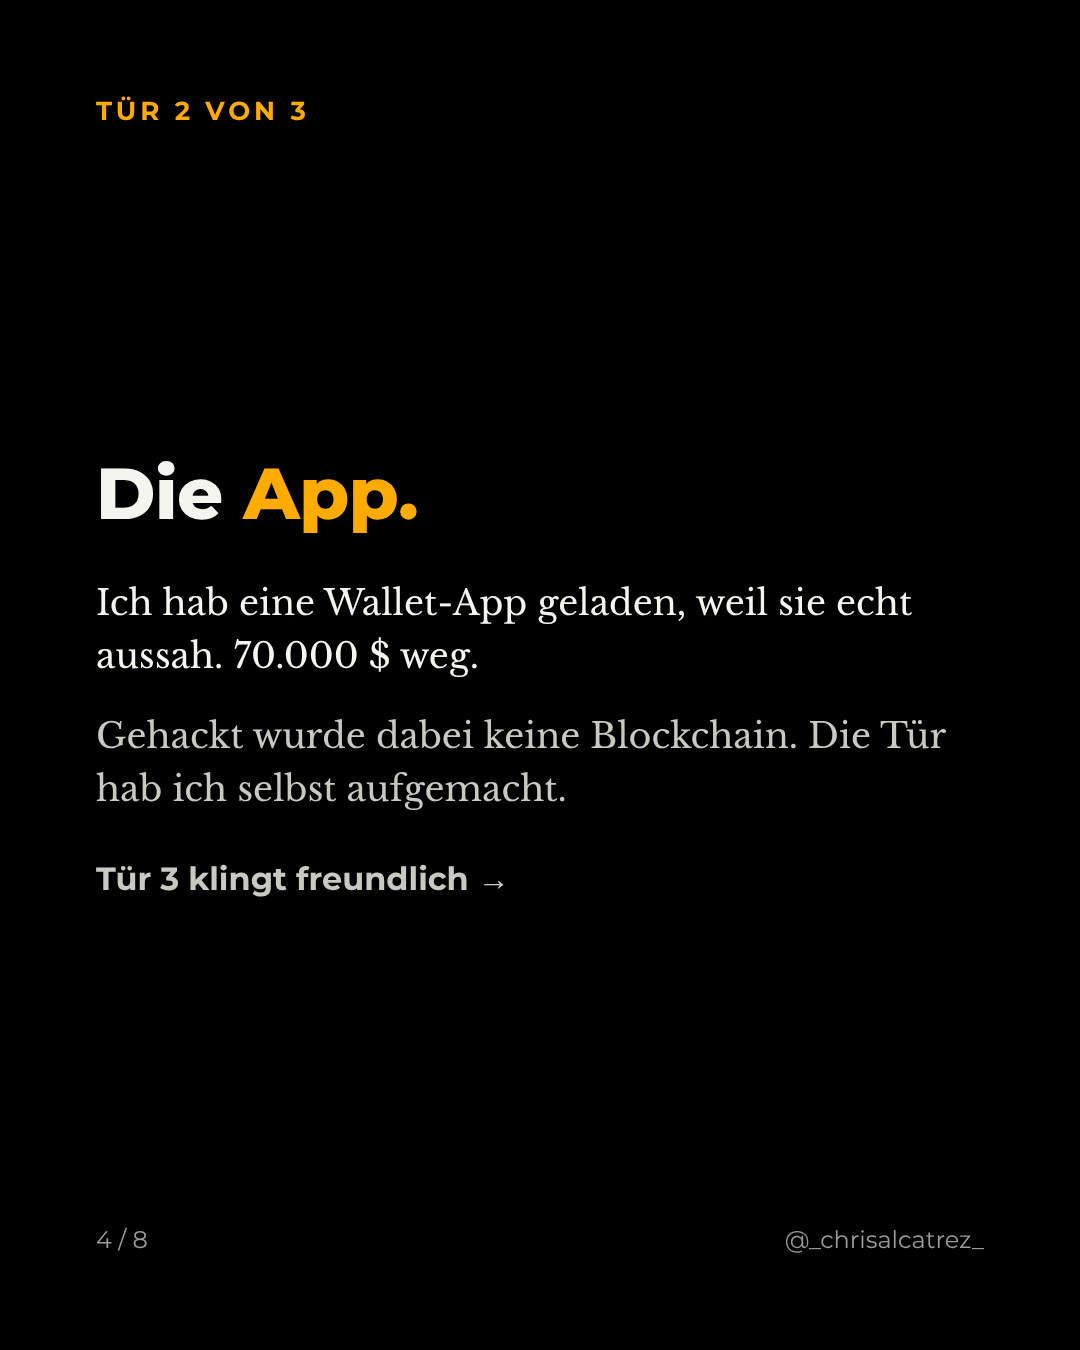 TÜR 2 VON 3
Die App.
Ich hab eine Wallet-App geladen, weil sie echt
aussah. 70.000 $ weg.
Gehackt wurde dabei keine Blockchain. Die Tür
hab ich selbst aufgemacht.
Tür 3 klingt freundlich →
4 / 8
@_chrisalcatrez_